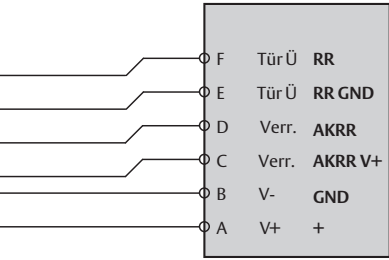 F Tür Ü RR
E Tür Ü RR GND
D Verr. AKRR
C Verr. AKRR V+
B V- GND
A V+ +